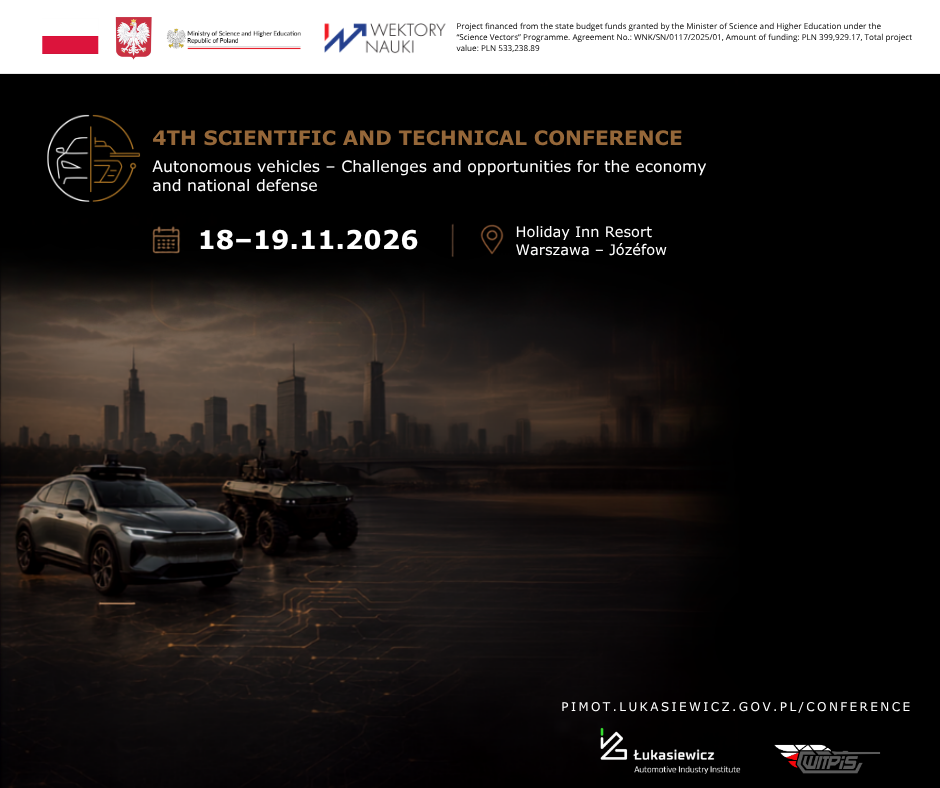 Ministry of Science and Higher Education
Republic of Poland
WEKTORY
NAUKI
Project financed from the state budget funds granted by the Minister of Science and Higher Education under the
"Science Vectors" Programme. Agreement No.: WNK/SN/0117/2025/01, Amount of funding: PLN 399,929.17, Total project
value: PLN 533,238.89
4TH SCIENTIFIC AND TECHNICAL CONFERENCE
Autonomous vehicles – Challenges and opportunities for the economy
and national defense
18–19.11.2026
Holiday Inn Resort
Warszawa – Józéfow
PIMOT.LUKASIEWICZ.GOV.PL/CONFERENCE
Łukasiewicz
Automotive Industry Institute
WITPiS